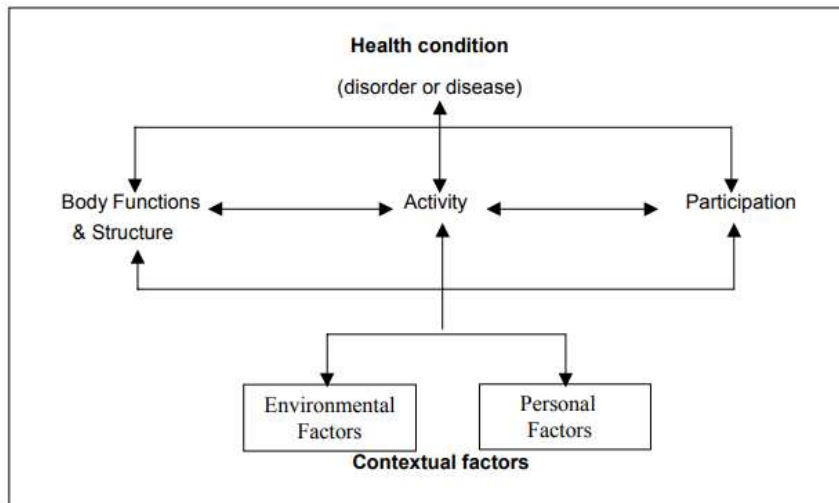 Health condition
(disorder or disease)
Body Functions
& Structure
Activity
Participation
Environmental
Factors
Personal
Factors
Contextual factors